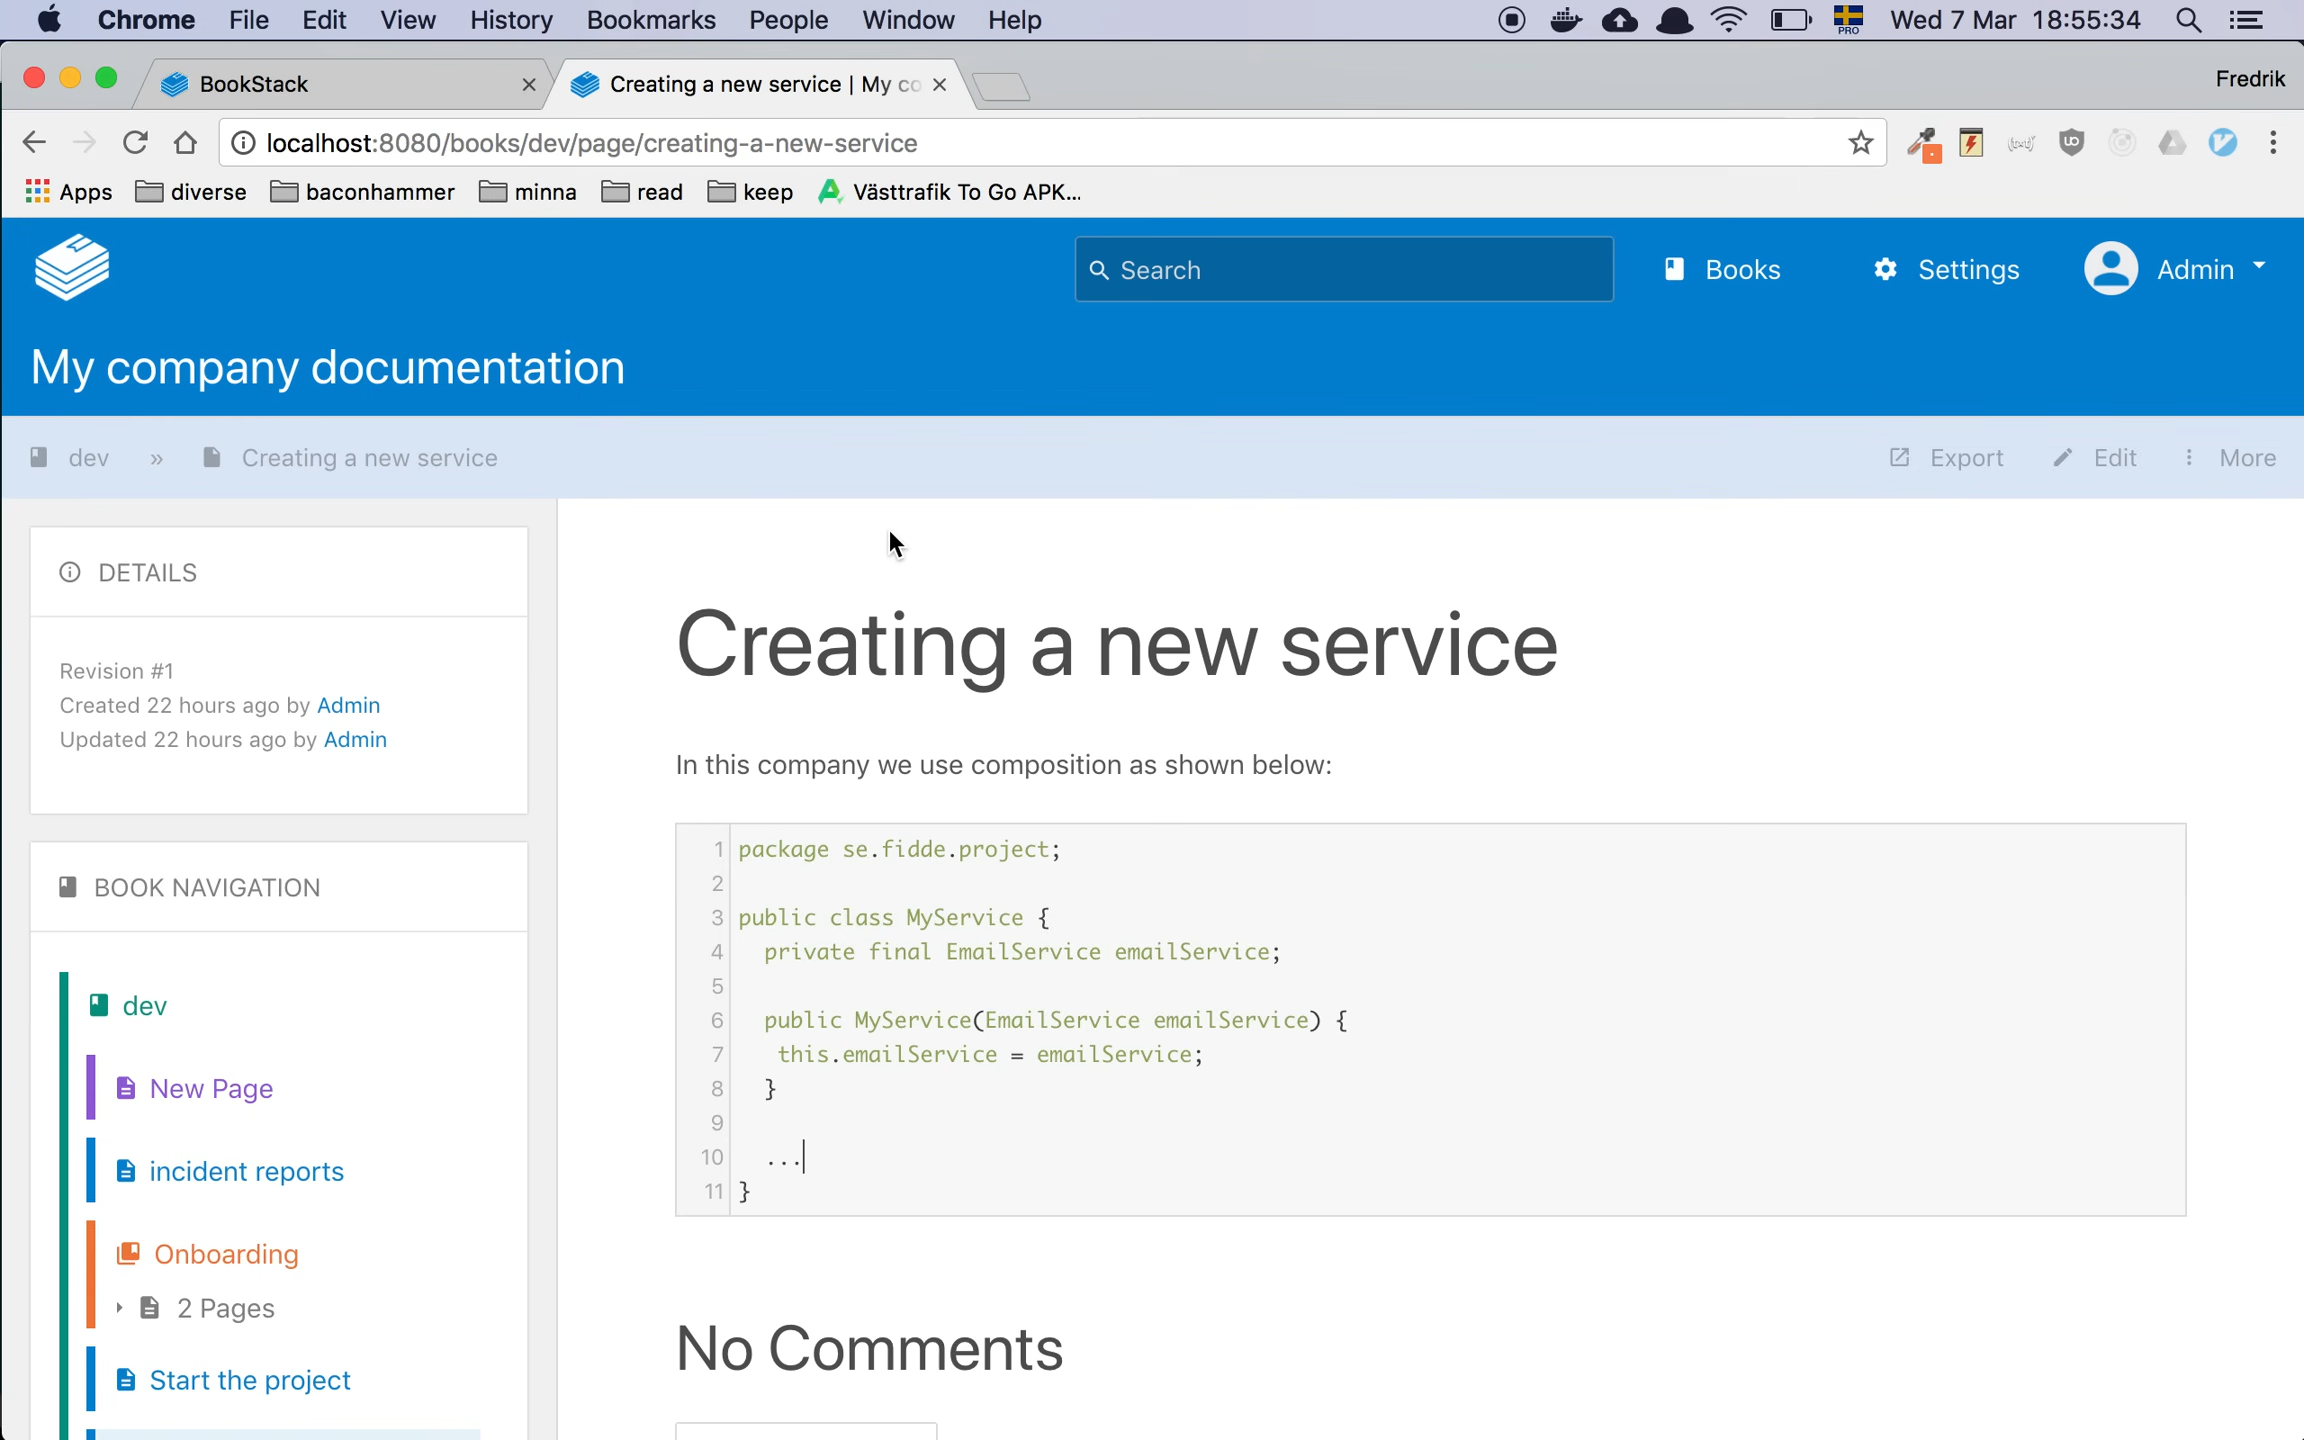 Chrome File Edit View History Bookmarks People Window Help PRO Wed 7 Mar 18:55:34
BookStack Creating a new service | My co Fredrik
localhost:8080/books/dev/page/creating-a-new-service
Apps diverse baconhammer minna read keep Västtrafik To Go APK...
Search Books Settings Admin
My company documentation
dev » Creating a new service Export Edit More
DETAILS
Revision #1
Created 22 hours ago by Admin
Updated 22 hours ago by Admin
BOOK NAVIGATION
dev
New Page
incident reports
Onboarding
2 Pages
Start the project
Creating a new service
In this company we use composition as shown below:
1 package se.fidde.project;
2
3 public class MyService {
4   private final EmailService emailService;
5
6   public MyService(EmailService emailService) {
7    this.emailService = emailService;
8   }
9
10   ...
11 }
No Comments